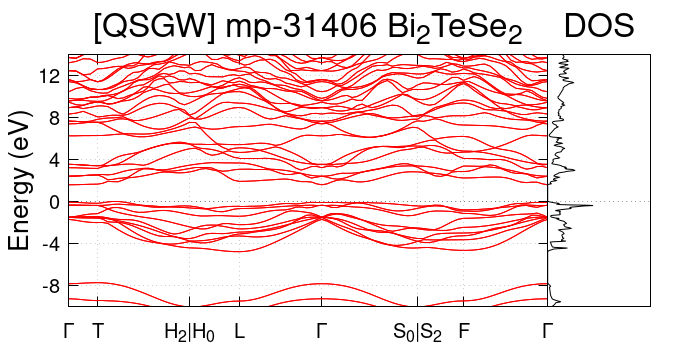 [QSGW] mp-31406 Bi₂TeSe₂ DOS
Energy (eV)
12
8
4
0
-4
-8
Γ T H₂|H₀ L Γ S₀|S₂ F Γ